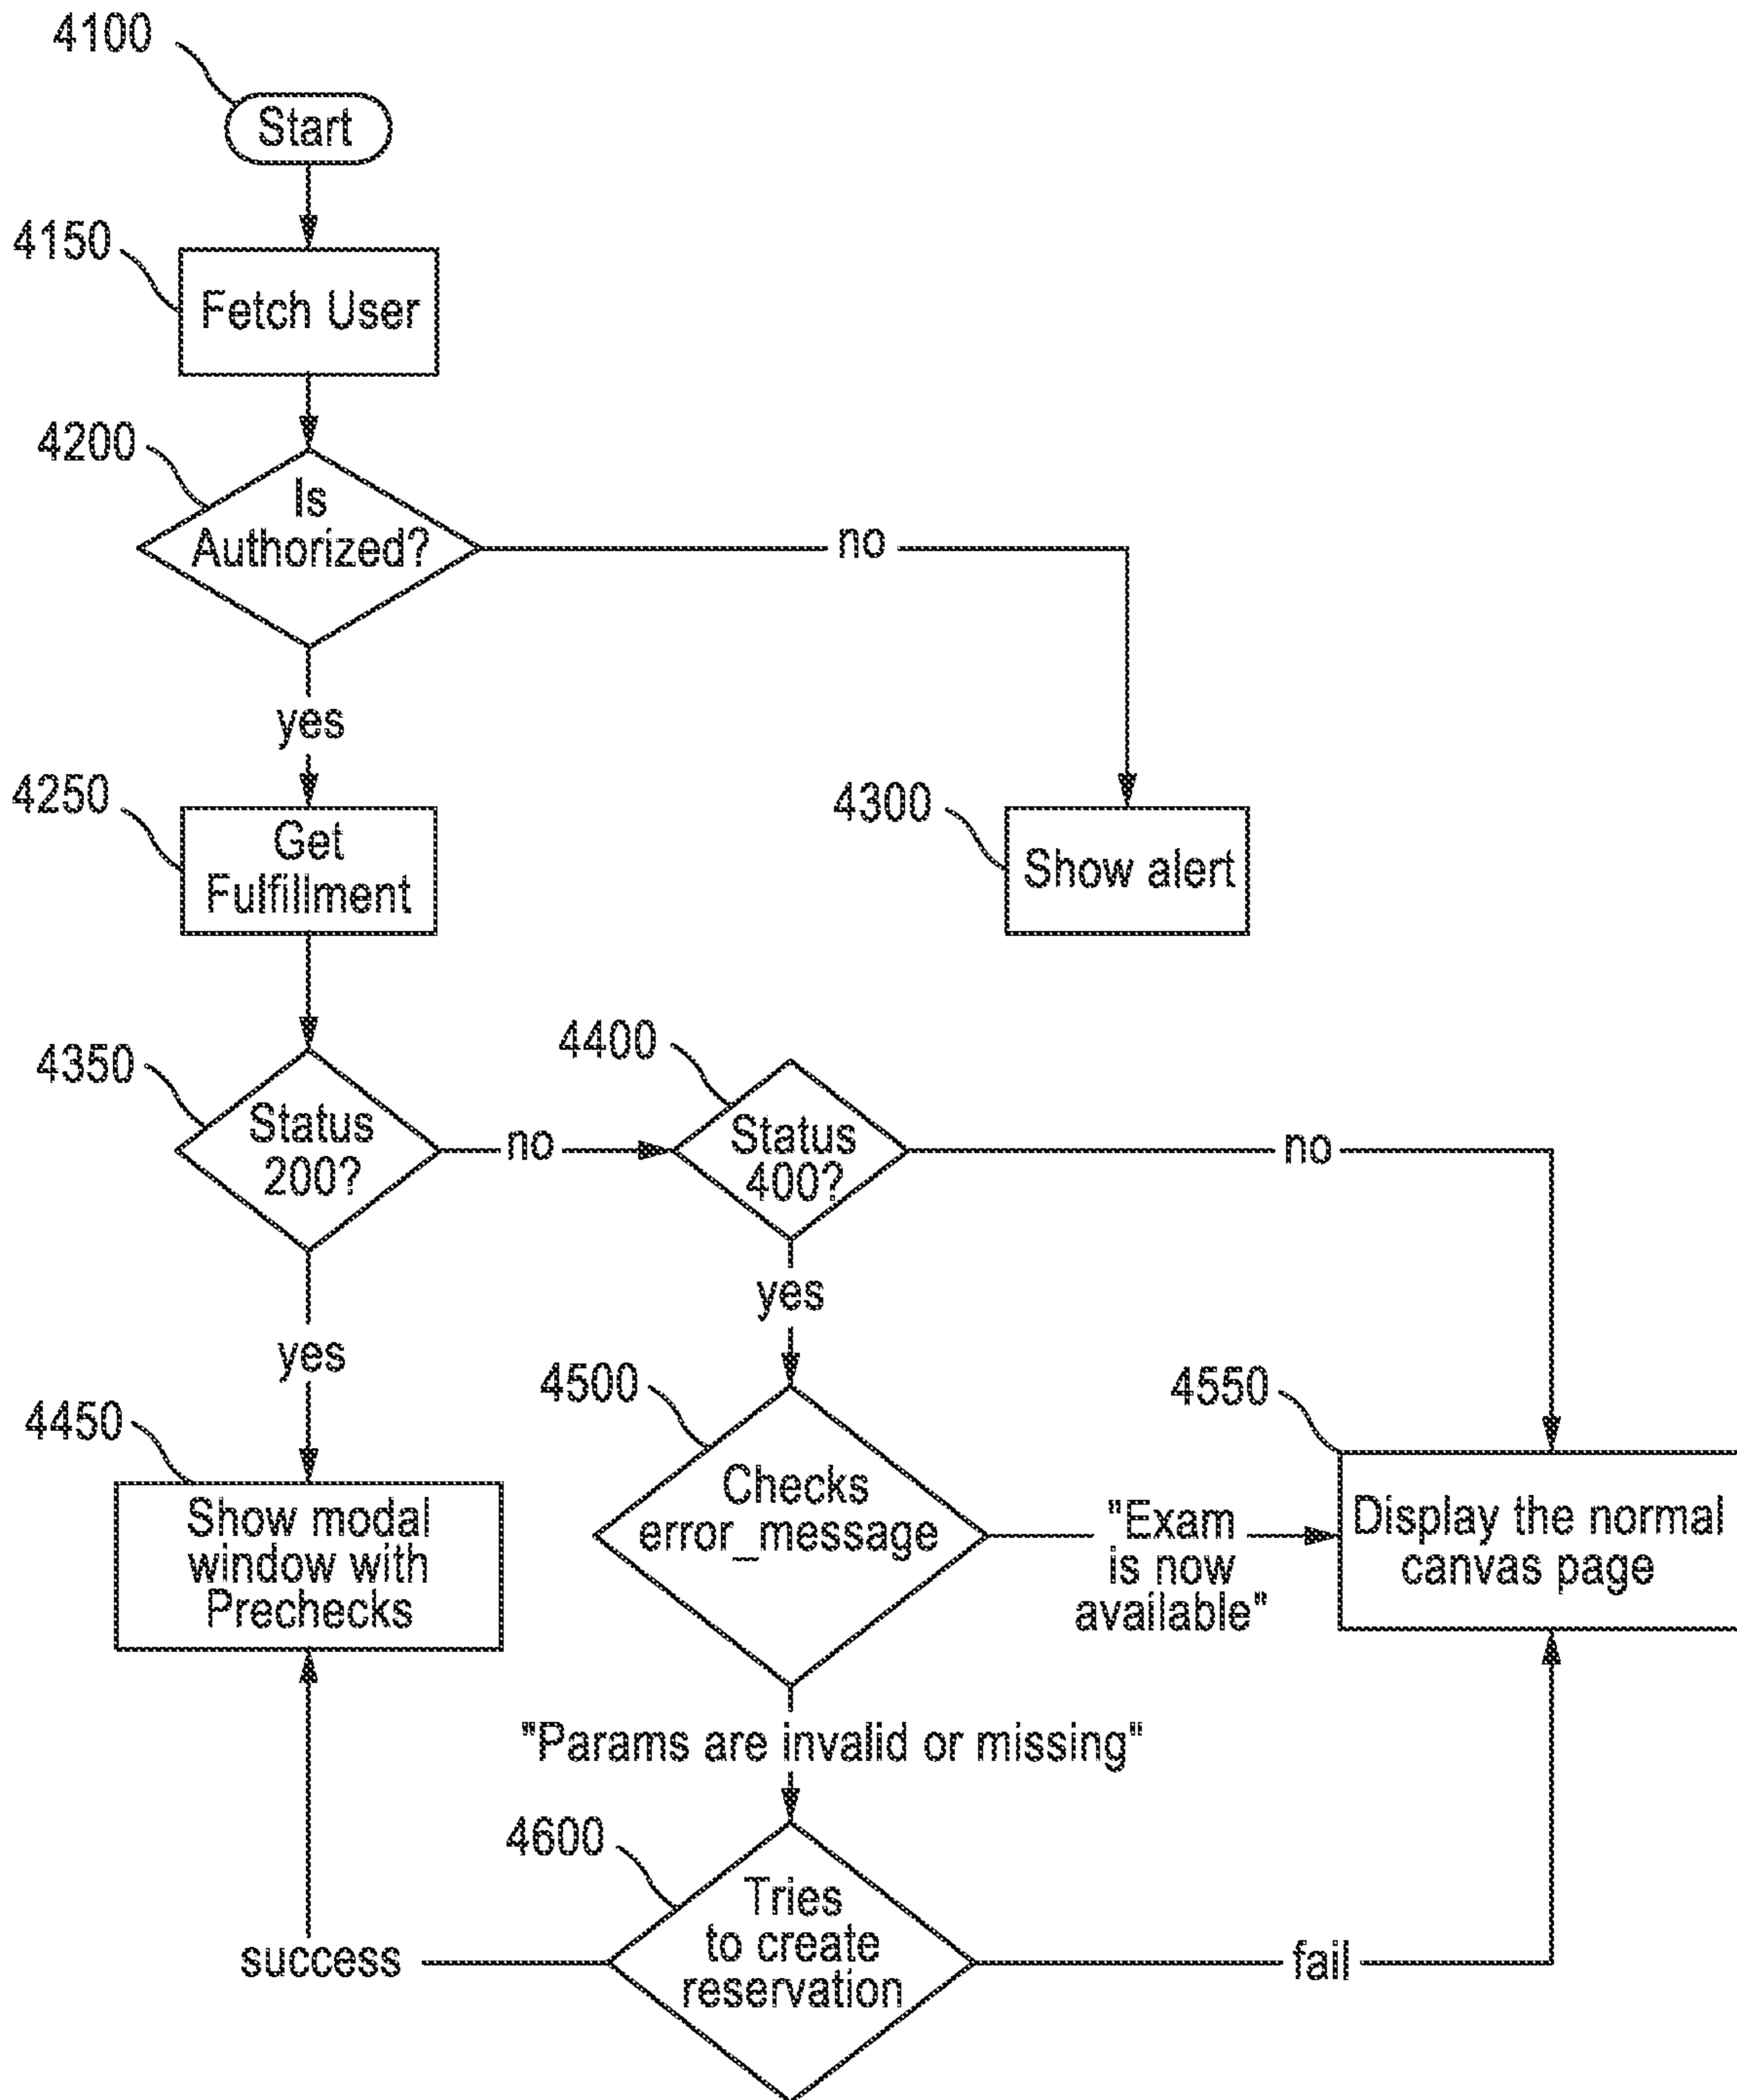 4100
Start
4150
Fetch User
4200
Is
Authorized?
no
yes
4250
Get
Fulfillment
4300
Show alert
4350
Status
200?
no
4400
Status
400?
no
yes
yes
4450
Show modal
window with
Prechecks
4500
Checks
error_message
"Exam
is now
available"
4550
Display the normal
canvas page
"Params are invalid or missing"
4600
Tries
to create
reservation
success
fail